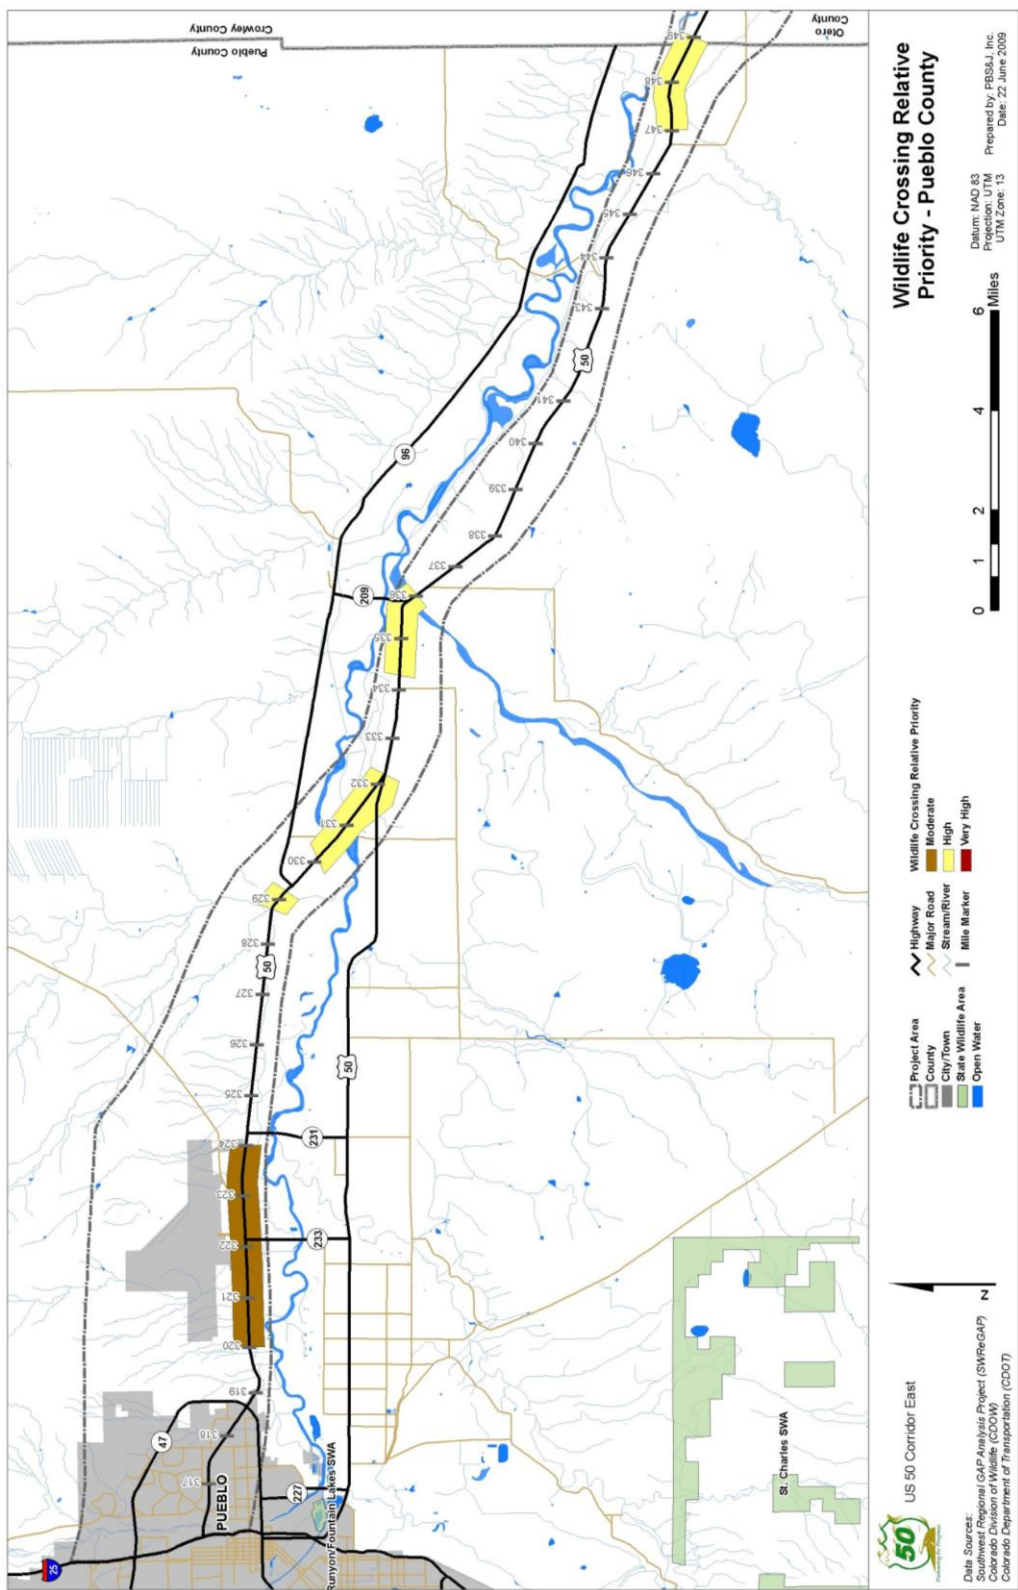 Crowley County
Pueblo County
Otero
County
25
47
PUEBLO
317
318
319
227
Runyon/Fountain Lakes SWA
320
321
322
323
324
233
231
325
326
327
50
328
329
50
330
331
332
333
334
335
336
209
96
337
338
339
340
341
50
343
344
345
346
347
348
349
St. Charles SWA
50
US 50 Corridor East
Data Sources:
Southwest Regional GAP Analysis Project (SWReGAP)
Colorado Division of Wildlife (CDOW)
Colorado Department of Transportation (CDOT)
N
Project Area
County
City/Town
State Wildlife Area
Open Water
Highway
Major Road
Stream/River
Mile Marker
Wildlife Crossing Relative Priority
Moderate
High
Very High
0 1 2 4 6
Miles
Wildlife Crossing Relative
Priority - Pueblo County
Datum: NAD 83
Projection: UTM
UTM Zone: 13
Prepared by: PBS&J, Inc.
Date: 22 June 2009